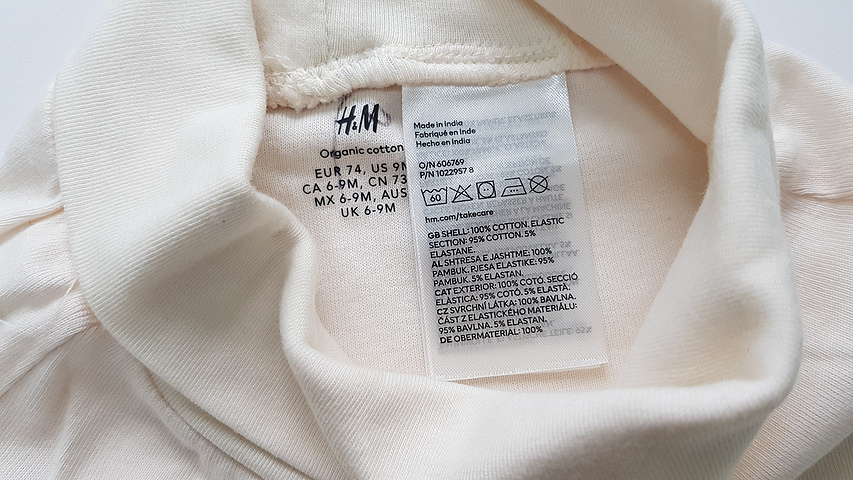 H&M
Organic cotton
EUR 74, US 9M
CA 6-9M, CN 73
MX 6-9M, AUS
UK 6-9M
Made in India
Fabriqué en Inde
Hecho en India
O/N 606769
P/N 1022957 8
60
hm.com/takecare
GB SHELL: 100% COTTON. ELASTIC
SECTION: 95% COTTON. 5%
ELASTANE.
AL SHTRESA E JASHTME: 100%
PAMBUK. PJESA ELASTIKE: 95%
PAMBUK. 5% ELASTAN.
CAT EXTERIOR: 100% COTÓ. SECCIÓ
ELÀSTICA: 95% COTÓ. 5% ELASTÀ.
CZ SVRCHNÍ LÁTKA: 100% BAVLNA.
ČÁST Z ELASTICKÉHO MATERIÁLU:
95% BAVLNA. 5% ELASTAN.
DE OBERMATERIAL: 100%